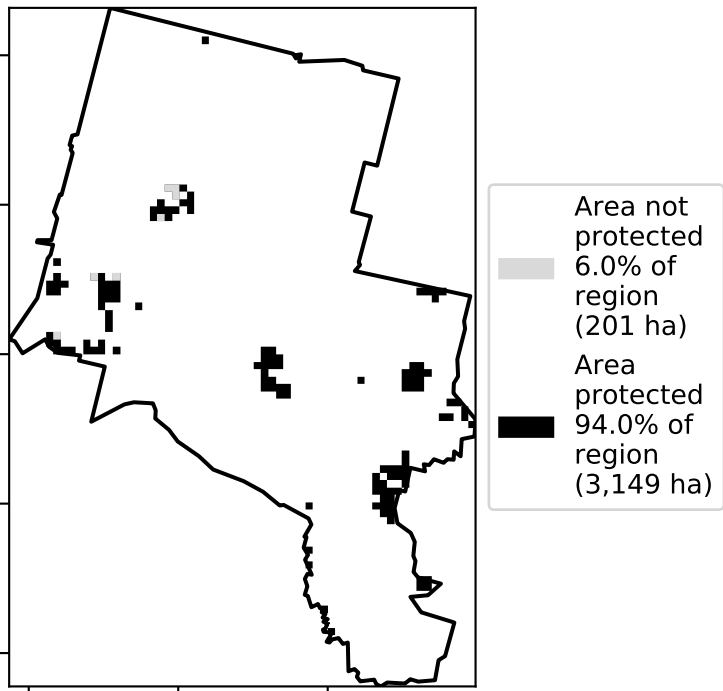 Area not
protected
6.0% of
region
(201 ha)
Area
protected
94.0% of
region
(3,149 ha)